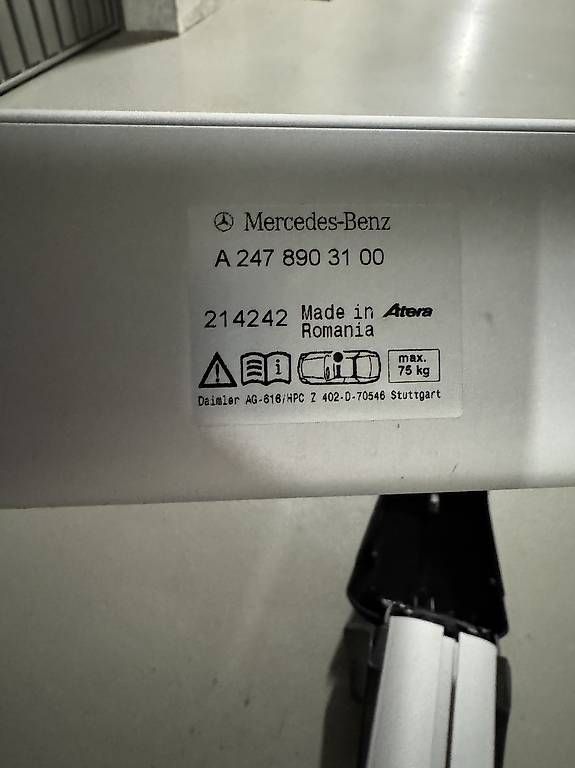 Mercedes-Benz
A 247 890 31 00
214242 Made in Atera
Romania
i i max.
75 kg
Daimler AG-616/HPC Z 402-D-70546 Stuttgart